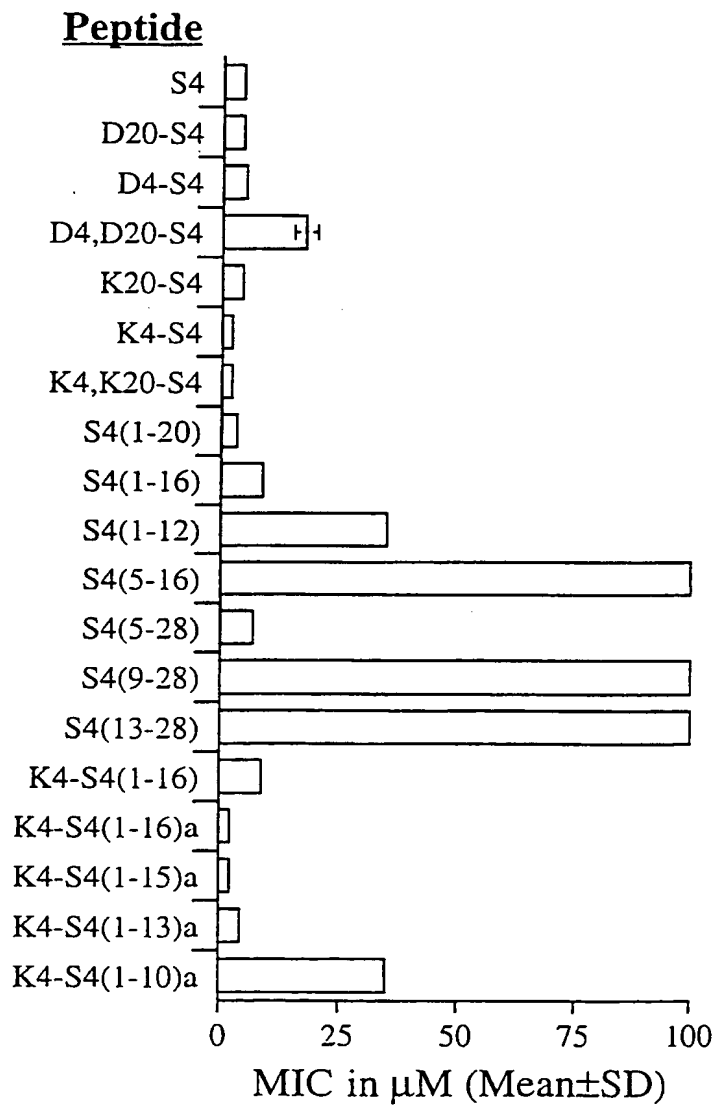 Peptide
S4
D20-S4
D4-S4
D4,D20-S4
K20-S4
K4-S4
K4,K20-S4
S4(1-20)
S4(1-16)
S4(1-12)
S4(5-16)
S4(5-28)
S4(9-28)
S4(13-28)
K4-S4(1-16)
K4-S4(1-16)a
K4-S4(1-15)a
K4-S4(1-13)a
K4-S4(1-10)a
0 25 50 75 100
MIC in μM (Mean±SD)